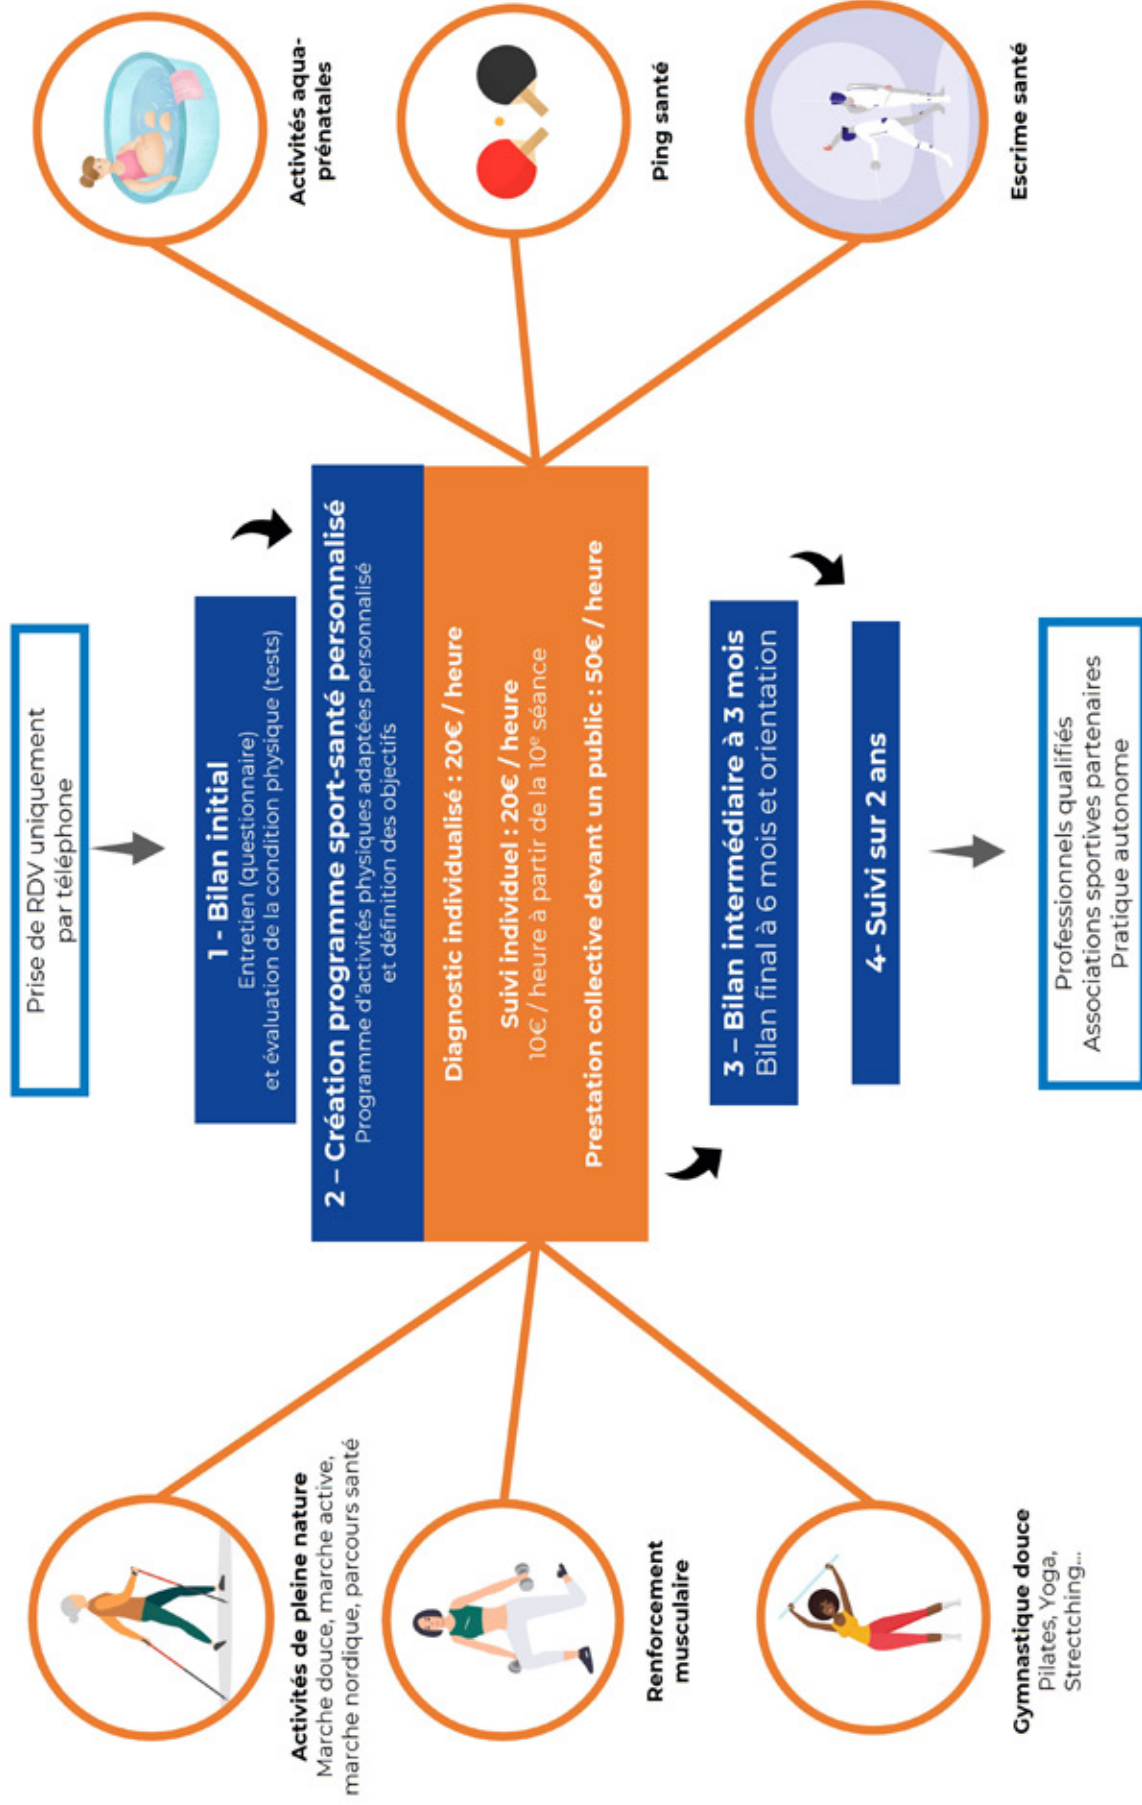 Prise de RDV uniquement
par téléphone
1 - Bilan initial
Entretien (questionnaire)
et évaluation de la condition physique (tests)
2 – Création programme sport-santé personnalisé
Programme d'activités physiques adaptées personnalisé
et définition des objectifs
Diagnostic individualisé : 20€ / heure
Suivi individuel : 20€ / heure
10€ / heure à partir de la 10e séance
Prestation collective devant un public : 50€ / heure
3 – Bilan intermédiaire à 3 mois
Bilan final à 6 mois et orientation
4- Suivi sur 2 ans
Professionnels qualifiés
Associations sportives partenaires
Pratique autonome
Activités de pleine nature
Marche douce, marche active,
marche nordique, parcours santé
Renforcement
musculaire
Gymnastique douce
Pilates, Yoga,
Strectching...
Activités aqua-
prénatales
Ping santé
Escrime santé